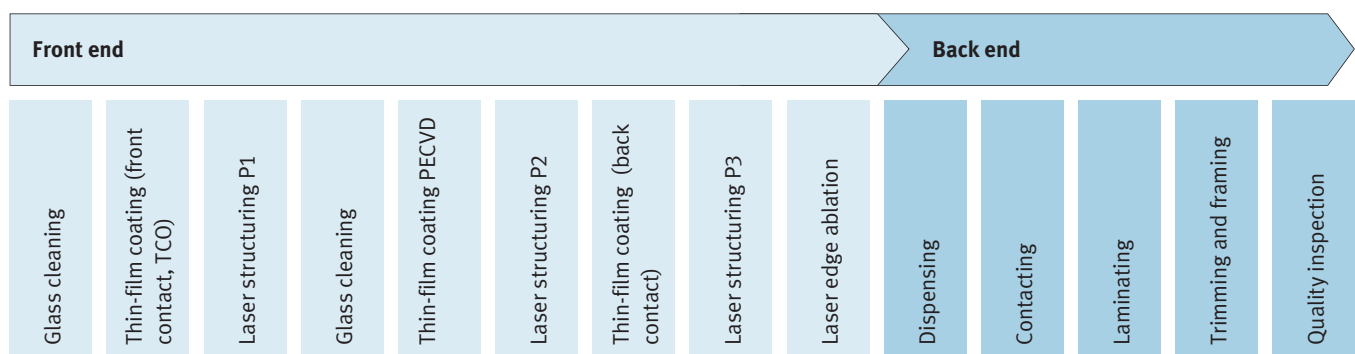 Front end
Back end
Glass cleaning
Thin-film coating (front
contact, TCO)
Laser structuring P1
Glass cleaning
Thin-film coating PECVD
Laser structuring P2
Thin-film coating (back
contact)
Laser structuring P3
Laser edge ablation
Dispensing
Contacting
Laminating
Trimming and framing
Quality inspection